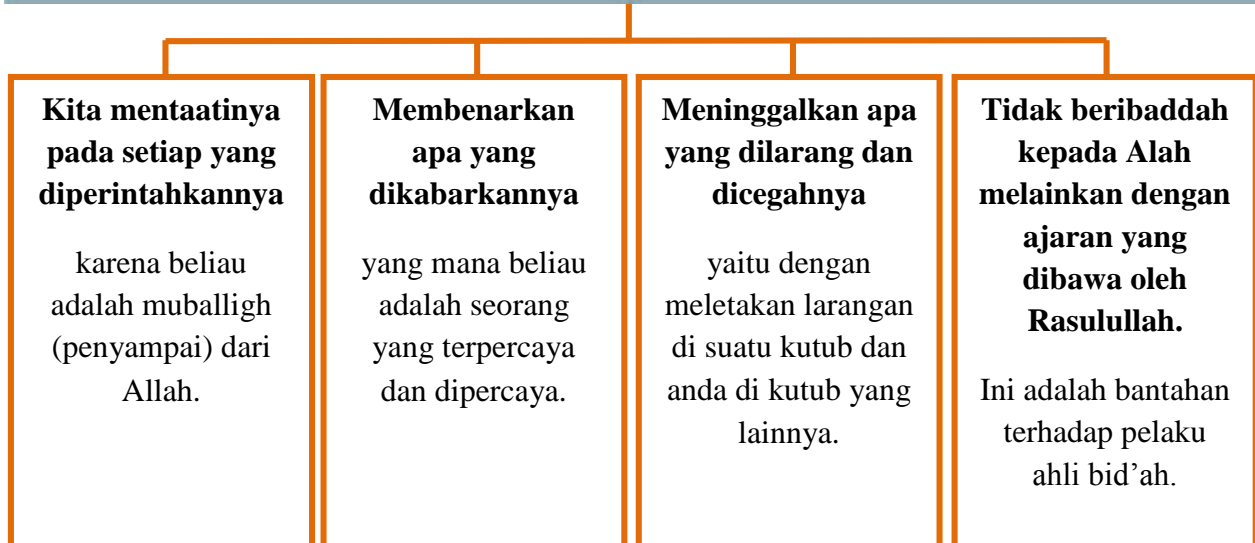 Kita mentaatinya
pada setiap yang
diperintahkannya
karena beliau
adalah muballigh
(penyampai) dari
Allah.
Membenarkan
apa yang
dikabarkannya
yang mana beliau
adalah seorang
yang terpercaya
dan dipercaya.
Meninggalkan apa
yang dilarang dan
dicegahnya
yaitu dengan
meletakan larangan
di suatu kutub dan
anda di kutub yang
lainnya.
Tidak beribaddah
kepada Alah
melainkan dengan
ajaran yang
dibawa oleh
Rasulullah.
Ini adalah bantahan
terhadap pelaku
ahli bid’ah.